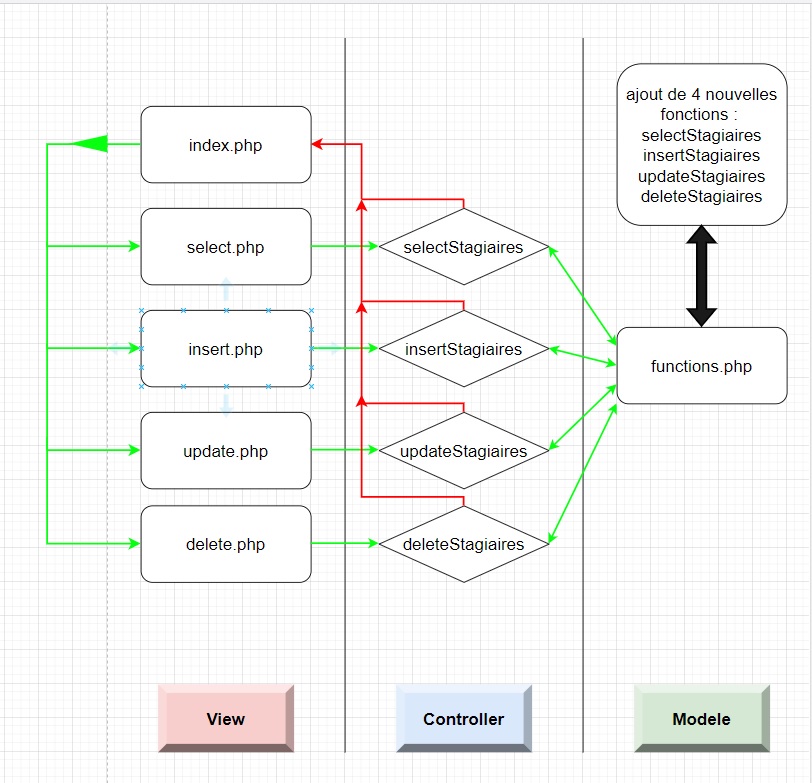 index.php
select.php
insert.php
update.php
delete.php
selectStagiaires
insertStagiaires
updateStagiaires
deleteStagiaires
ajout de 4 nouvelles
fonctions :
selectStagiaires
insertStagiaires
updateStagiaires
deleteStagiaires
functions.php
View
Controller
Modele